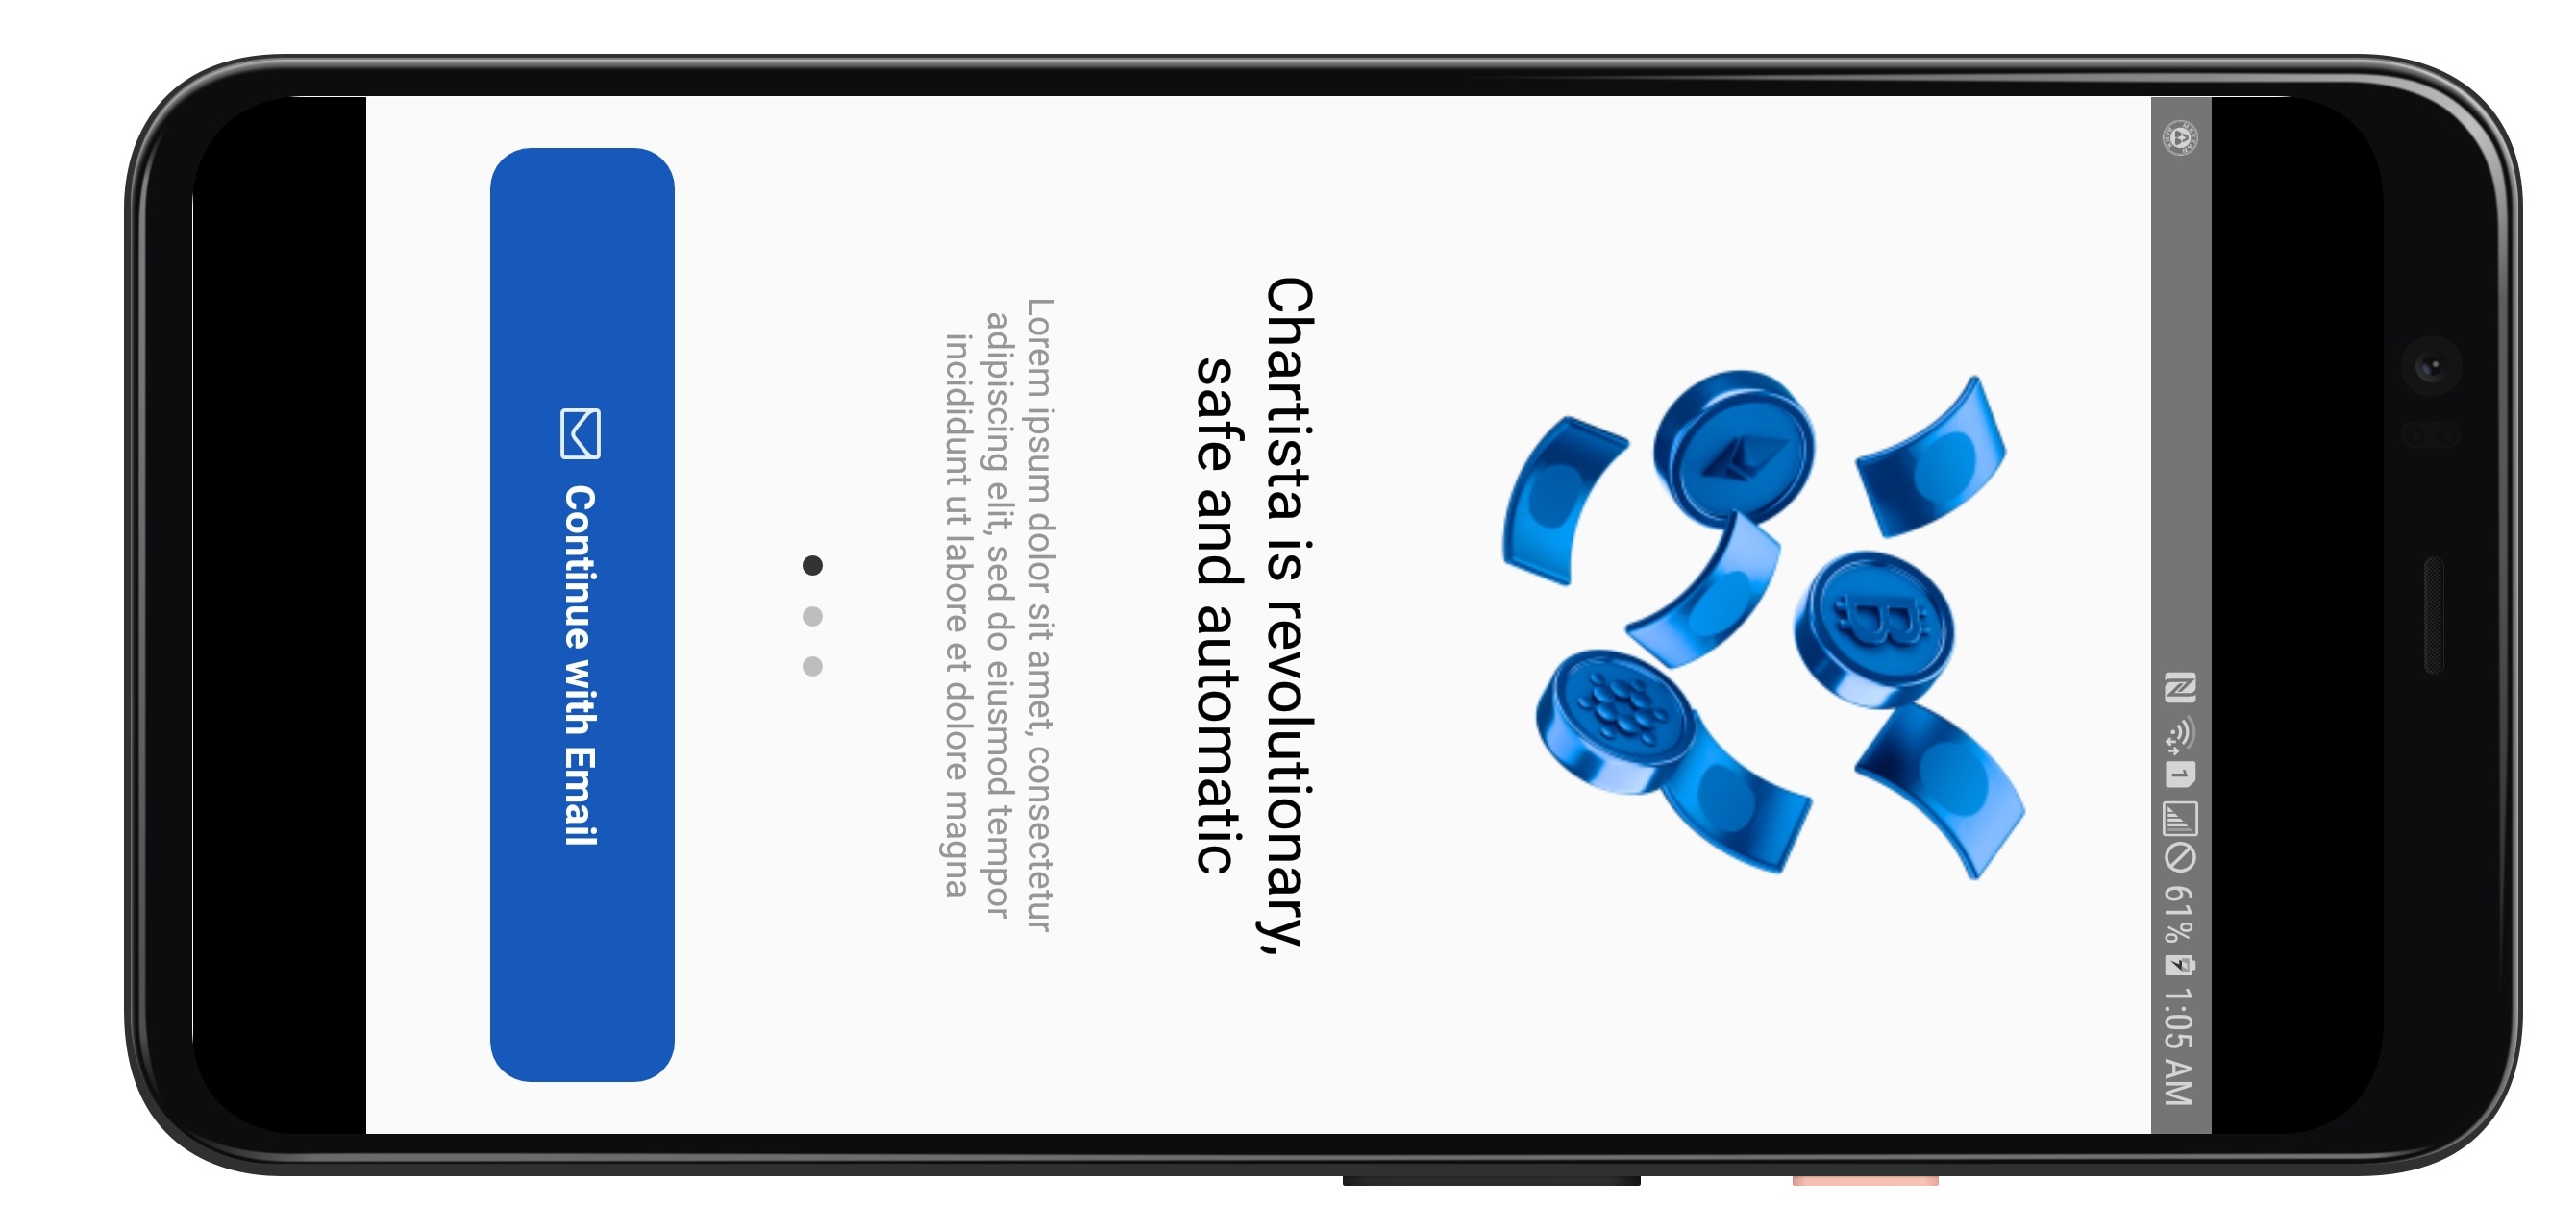 61% 1:05 AM
Chartista is revolutionary,
safe and automatic
Lorem ipsum dolor sit amet, consectetur
adipiscing elit, sed do eiusmod tempor
incididunt ut labore et dolore magna
Continue with Email